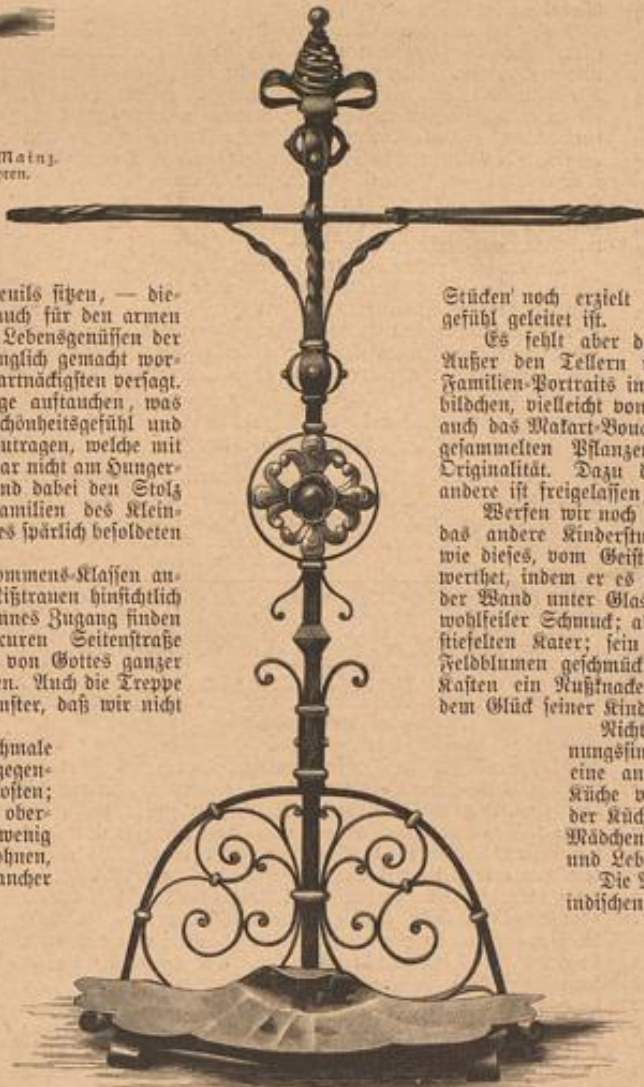 Mainz.
eren.
enils sitzen, — die-
auch für den armen
Lebensgenüssen der
nglich gemacht wor-
artnäckigsten versagt.
ge auftauchen, was
chönheitsgefühl und
utragen, welche mit
ar nicht am Hunger-
nd dabei den Stolz
amilien des Klein-
es spärlich besoldeten
ommens-Klassen an-
Mißtrauen hinsichtlich
nnes Zugang finden
curen Seitenstraße
von Gottes ganzer
en. Auch die Treppe
nster, daß wir nicht
hmale
gegen-
osten;
ober-
wenig
ohnen,
ancher
Stücken noch erzielt
gefühl geleitet ist.
Es fehlt aber d
Außer den Tellern
Familien-Portraits in
bildchen, vielleicht von
auch das Makart-Bouq
gesammelten Pflanzen
Originalität. Dazu d
andere ist freigelassen
Werfen wir noch
das andere Kinderstu
wie dieses, vom Geist
werthet, indem er es
der Wand unter Glas
wohlfeiler Schmuck; a
stiefelten Kater; sein
Feldblumen geschmück
Kasten ein Nußknacke
dem Glück seiner Kind
Nicht
nungssin
eine an
Küche v
der Küch
Mädchen
und Leb
Die A
indischen